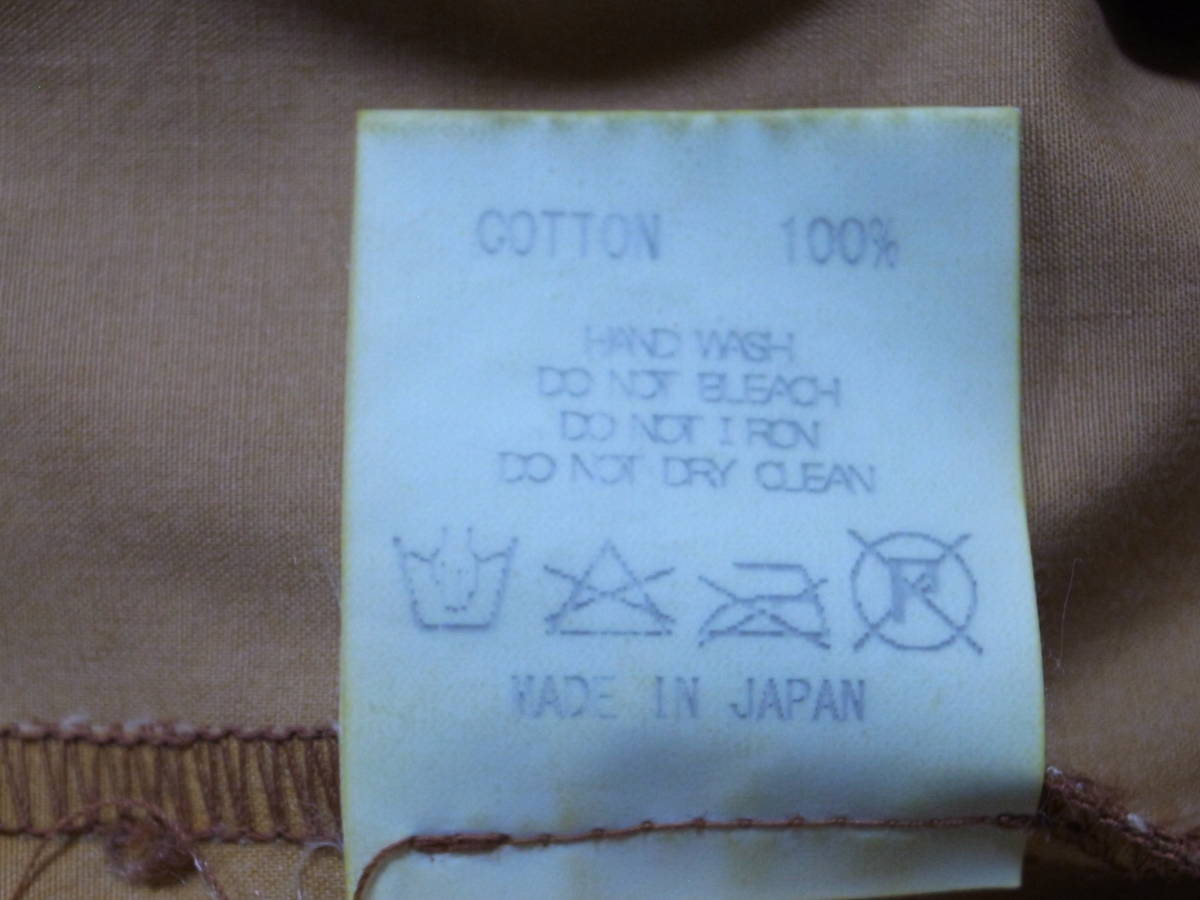 COTTON 100%
HAND WASH
DO NOT BLEACH
DO NOT IRON
DO NOT DRY CLEAN
MADE IN JAPAN